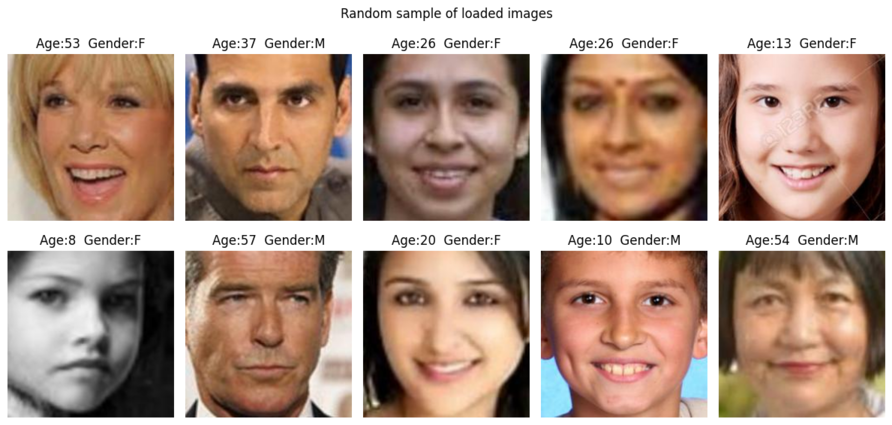 Random sample of loaded images
Age:53  Gender:F
Age:37  Gender:M
Age:26  Gender:F
Age:26  Gender:F
Age:13  Gender:F
Age:8  Gender:F
Age:57  Gender:M
Age:20  Gender:F
Age:10  Gender:M
Age:54  Gender:M